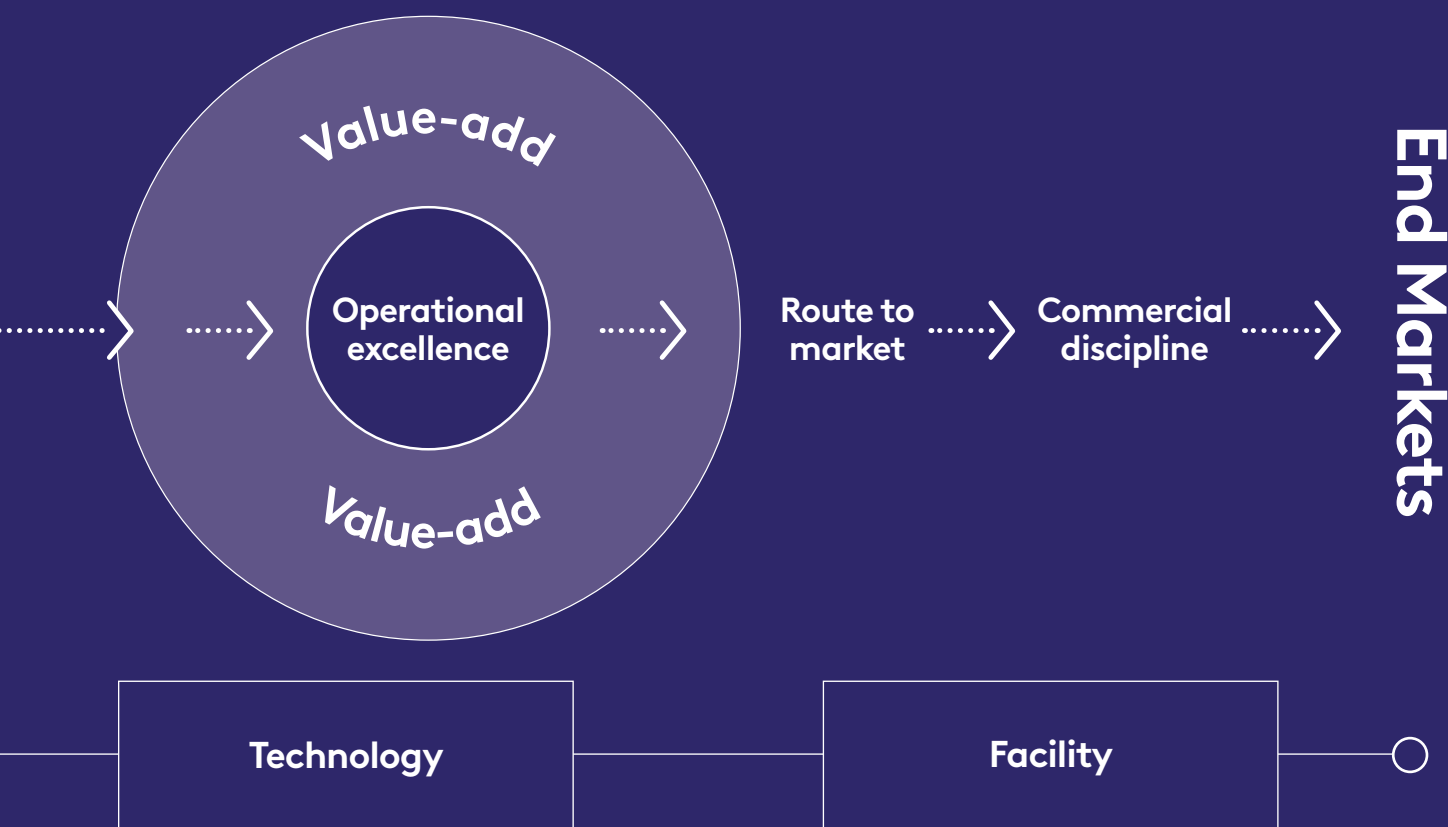 Value-add
Operational
excellence
Value-add
Route to
market
Commercial
discipline
End Markets
Technology
Facility